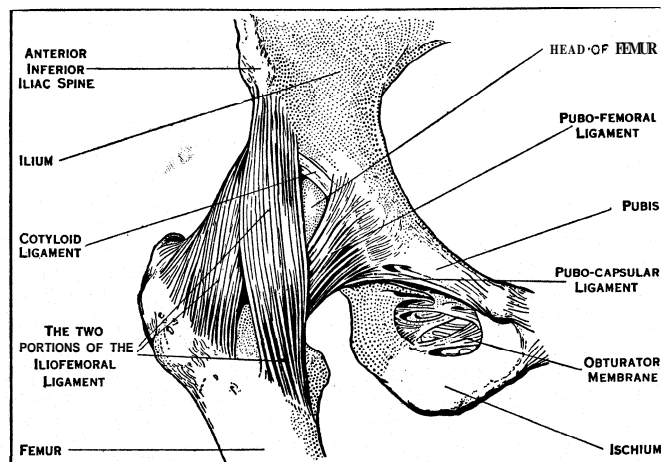 ANTERIOR
INFERIOR
ILIAC SPINE
ILIUM
COTYLOID
LIGAMENT
THE TWO
PORTIONS OF THE
ILIOFEMORAL
LIGAMENT
FEMUR
HEAD·OF FEMUR
PUBO-FEMORAL
LIGAMENT
PUBIS
PUBO-CAPSULAR
LIGAMENT
OBTURATOR
MEMBRANE
ISCHIUM